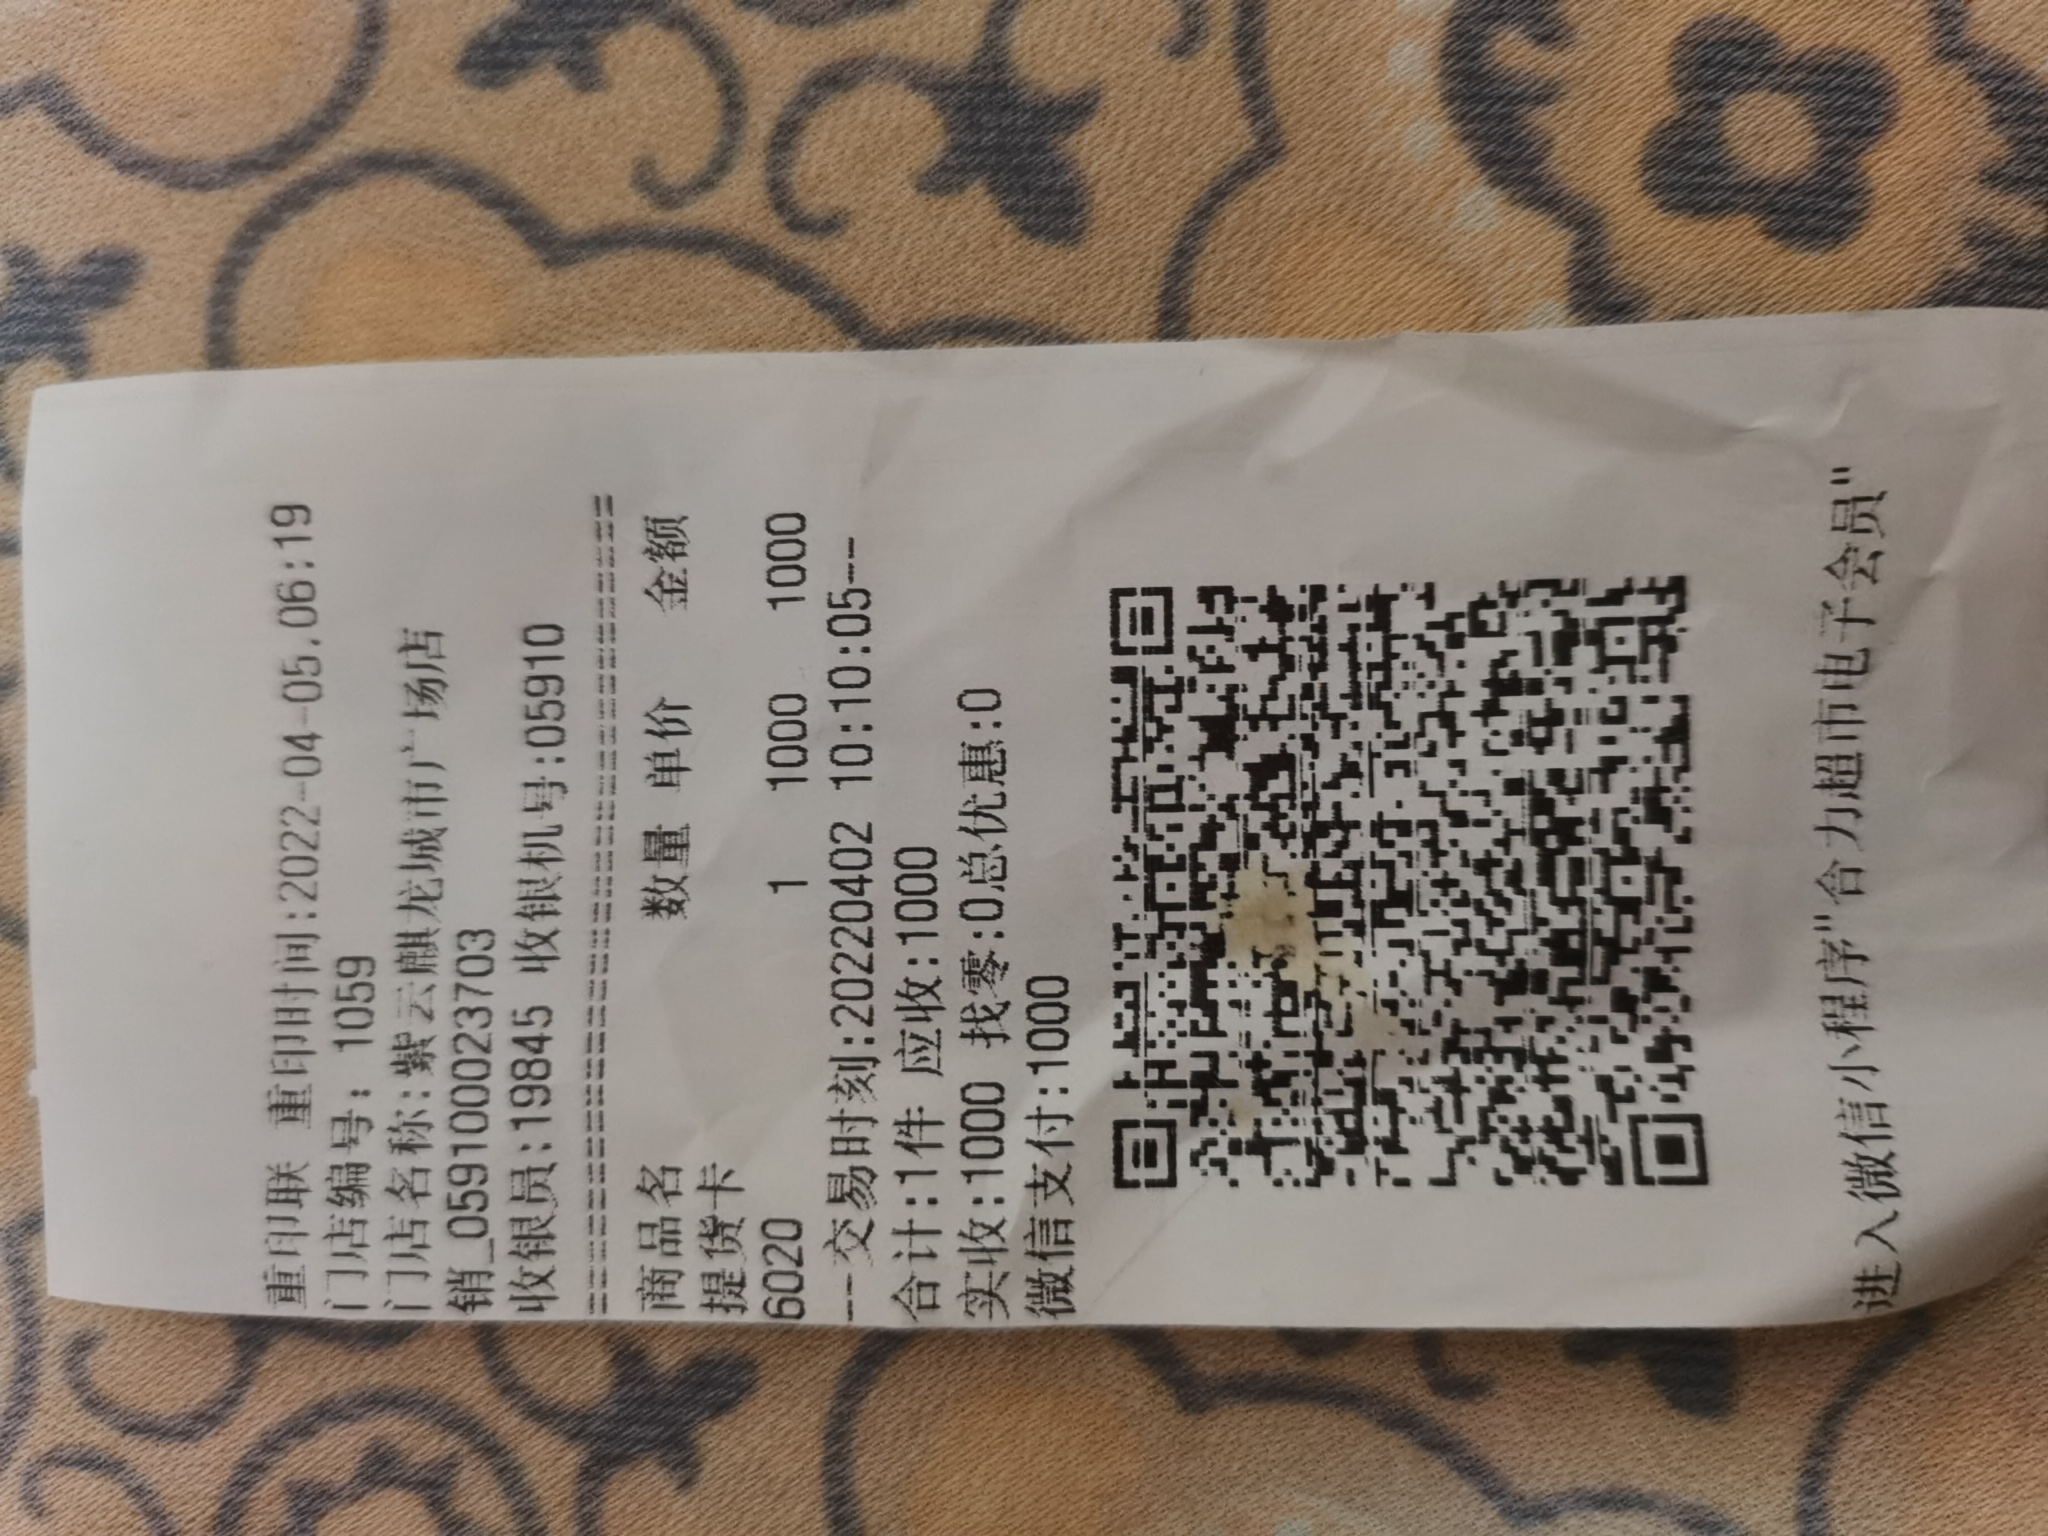 重印联 重印时间:2022-04-05,06:19
门店编号: 1059
门店名称:紫云麒龙城市广场店
销_059100023703
收银员:19845 收银机号:05910
商品名 数量 单价 金额
提货卡
6020 1 1000 1000
--交易时刻:20220402 10:10:05--
合计:1件 应收:1000
实收:1000 找零:0总优惠:0
微信支付:1000
进入微信小程序"合力超市电子会员"